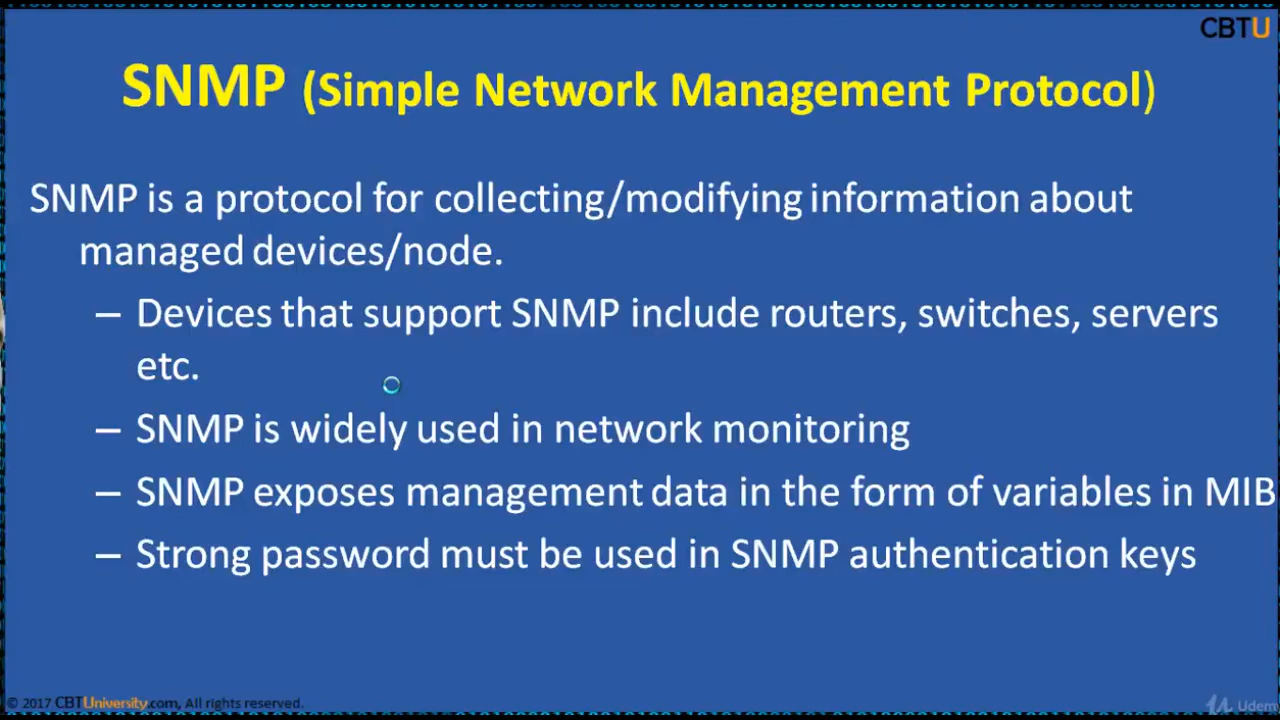 CBTU
SNMP (Simple Network Management Protocol)
SNMP is a protocol for collecting/modifying information about
managed devices/node.
– Devices that support SNMP include routers, switches, servers
etc.
– SNMP is widely used in network monitoring
– SNMP exposes management data in the form of variables in MIB
– Strong password must be used in SNMP authentication keys
© 2017 CBTUniversity.com, All rights reserved.
Udem